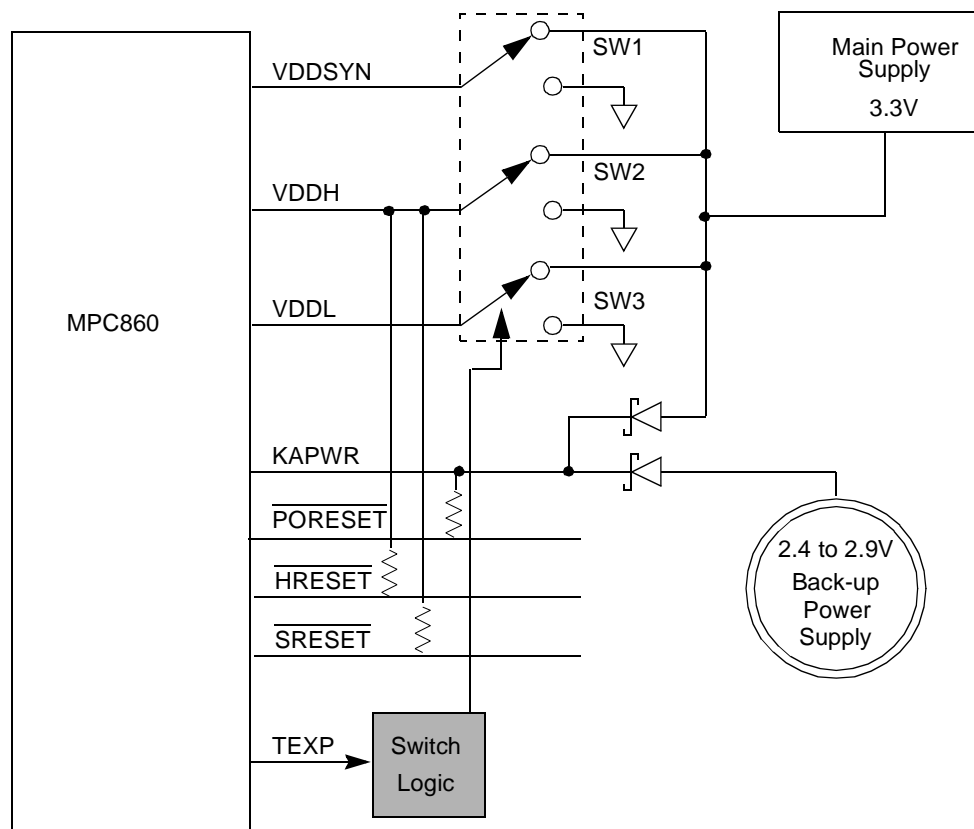 SW1
Main Power
Supply
3.3V
VDDSYN
SW2
VDDH
SW3
MPC860
VDDL
KAPWR
PORESET
2.4 to 2.9V
Back-up
Power
Supply
HRESET
SRESET
TEXP
Switch
Logic